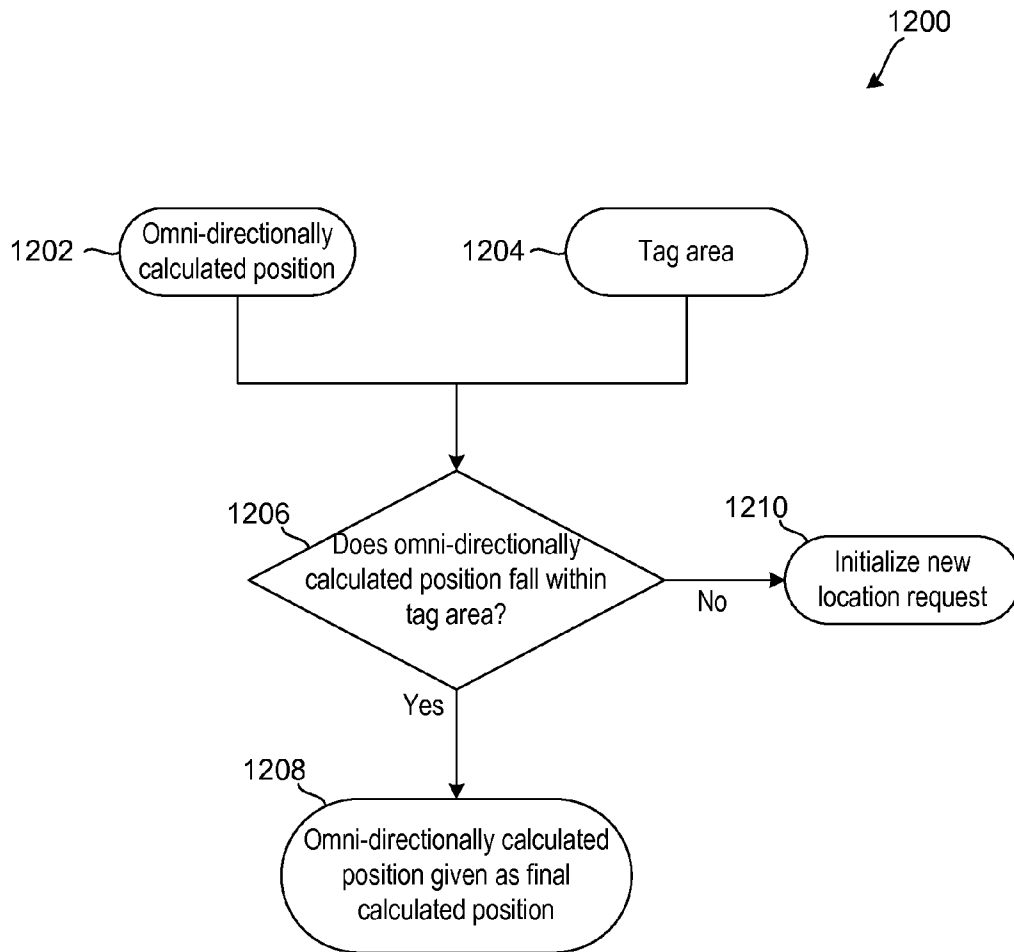 1200
1202
Omni-directionally
calculated position
1204
Tag area
1206
Does omni-directionally
calculated position fall within
tag area?
1210
Initialize new
location request
No
Yes
1208
Omni-directionally calculated
position given as final
calculated position